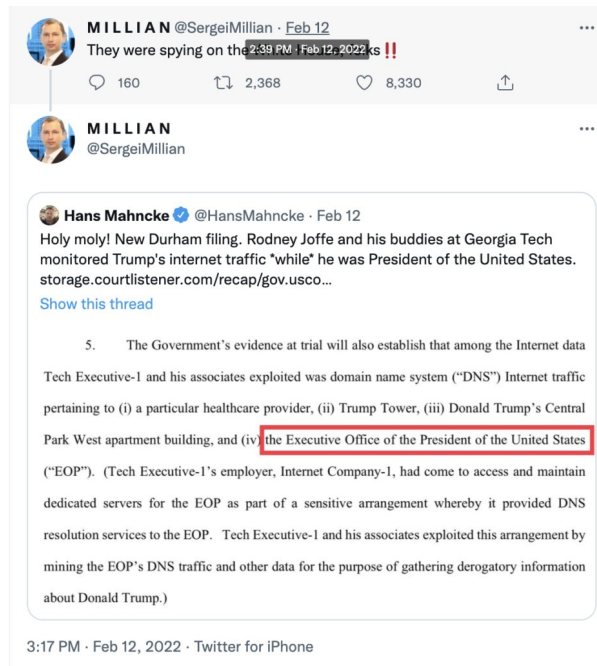 M I L L I A N @SergeiMillian · Feb 12
They were spying on the 2:39 PM · Feb 12, 2022 ks ‼
160 2,368 8,330
M I L L I A N
@SergeiMillian
Hans Mahncke @HansMahncke · Feb 12
Holy moly! New Durham filing. Rodney Joffe and his buddies at Georgia Tech
monitored Trump's internet traffic *while* he was President of the United States.
storage.courtlistener.com/recap/gov.usco...
Show this thread
5. The Government's evidence at trial will also establish that among the Internet data
Tech Executive-1 and his associates exploited was domain name system ("DNS") Internet traffic
pertaining to (i) a particular healthcare provider, (ii) Trump Tower, (iii) Donald Trump's Central
Park West apartment building, and (iv) the Executive Office of the President of the United States
("EOP"). (Tech Executive-1's employer, Internet Company-1, had come to access and maintain
dedicated servers for the EOP as part of a sensitive arrangement whereby it provided DNS
resolution services to the EOP. Tech Executive-1 and his associates exploited this arrangement by
mining the EOP's DNS traffic and other data for the purpose of gathering derogatory information
about Donald Trump.)
3:17 PM · Feb 12, 2022 · Twitter for iPhone